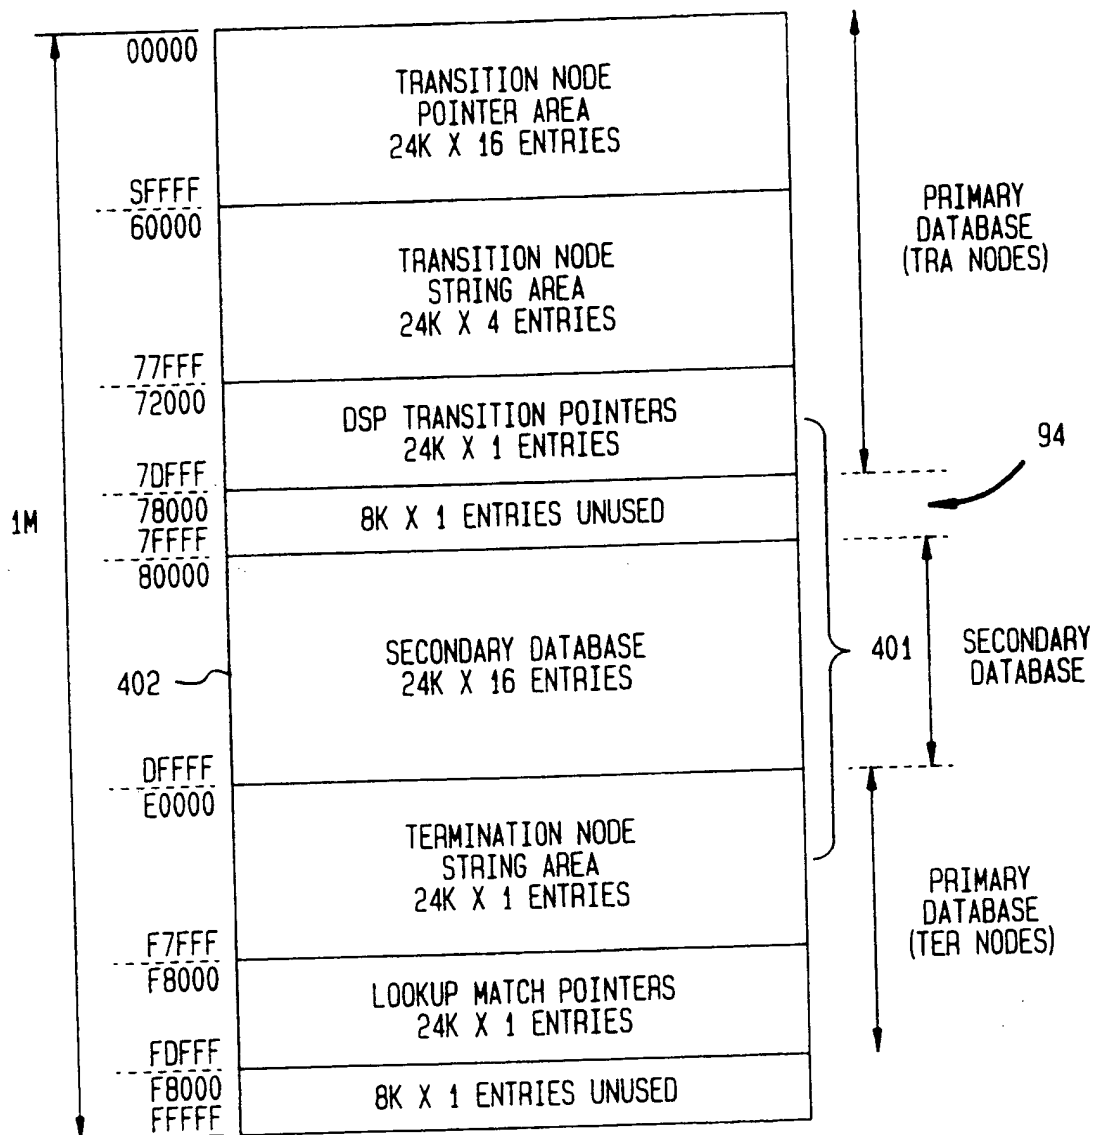 00000
TRANSITION NODE
POINTER AREA
24K X 16 ENTRIES
SFFFF
60000
TRANSITION NODE
STRING AREA
24K X 4 ENTRIES
77FFF
72000
DSP TRANSITION POINTERS
24K X 1 ENTRIES
7DFFF
78000
8K X 1 ENTRIES UNUSED
7FFFF
80000
1M
SECONDARY DATABASE
24K X 16 ENTRIES
402
DFFFF
E0000
TERMINATION NODE
STRING AREA
24K X 1 ENTRIES
F7FFF
F8000
LOOKUP MATCH POINTERS
24K X 1 ENTRIES
FDFFF
F8000
8K X 1 ENTRIES UNUSED
FFFFF
PRIMARY
DATABASE
(TRA NODES)
94
401
SECONDARY
DATABASE
PRIMARY
DATABASE
(TER NODES)